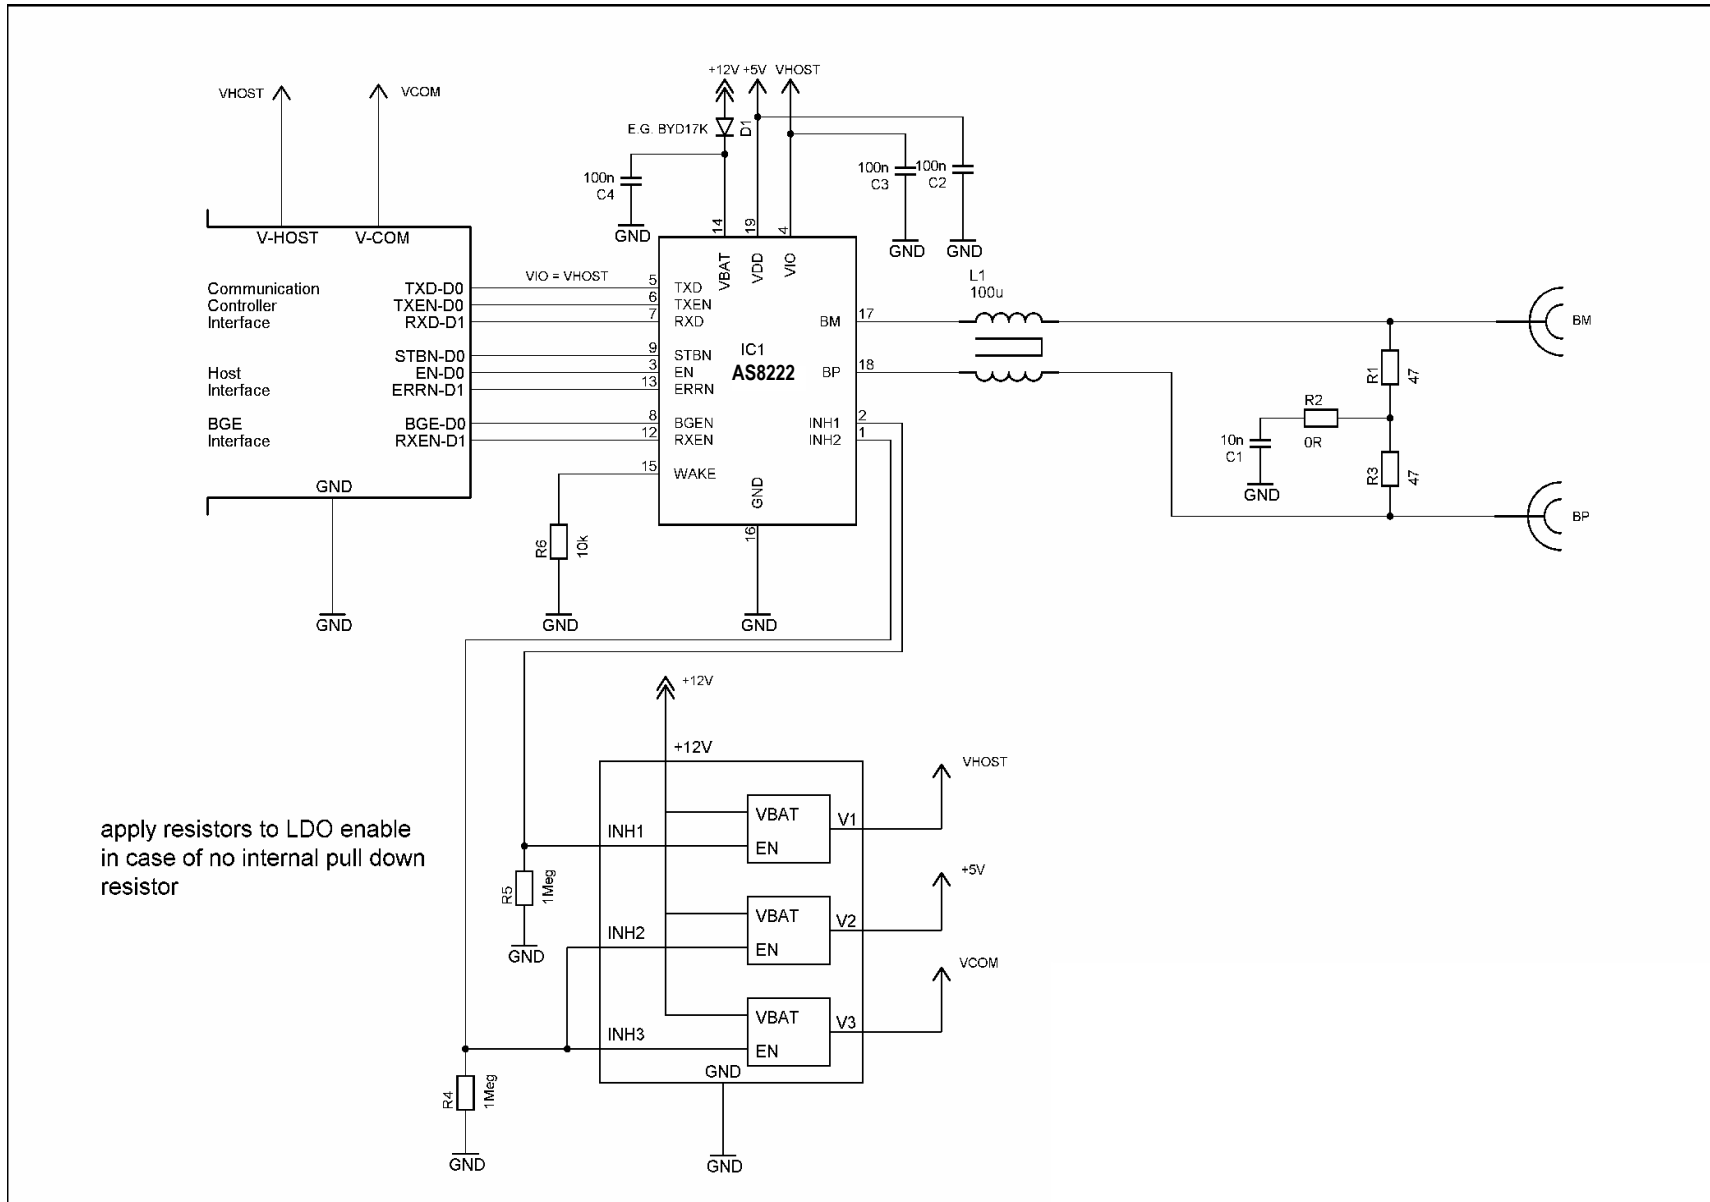 +12V +5V VHOST
VHOST
VCOM
E.G. BYD17K
D1
100n
C4
100n
C3
100n
C2
GND
GND
GND
14
19
4
V-HOST
V-COM
VBAT
VDD
VIO
VIO = VHOST
Communication
Controller
Interface
TXD-D0
TXEN-D0
RXD-D1
5
6
7
TXD
TXEN
RXD
Host
Interface
STBN-D0
EN-D0
ERRN-D1
9
3
13
STBN
EN
ERRN
BGE
Interface
BGE-D0
RXEN-D1
8
12
BGEN
RXEN
15
WAKE
GND
GND
IC1
AS8222
BM
17
BP
18
INH1
2
INH2
1
GND
16
GND
R6
10k
GND
L1
100u
BM
R1
47
R2
0R
10n
C1
GND
R3
47
BP
+12V
+12V
VHOST
VBAT
EN
V1
INH1
R5
1Meg
GND
+5V
VBAT
EN
V2
INH2
VCOM
VBAT
EN
V3
INH3
GND
GND
R4
1Meg
GND
apply resistors to LDO enable
in case of no internal pull down
resistor